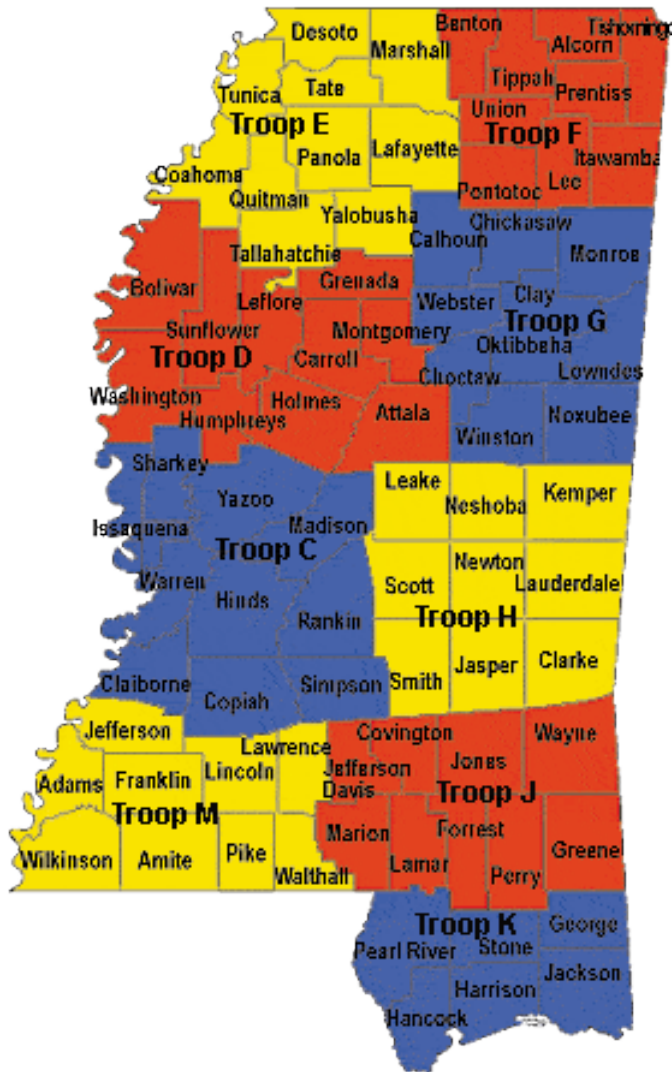 Desoto
Marshall
Benton
Tishomingo
Alcorn
Tippah
Tunica
Tate
Prentiss
Union
Troop E
Troop F
Panola
Lafayette
Itawamba
Coahoma
Lee
Quitman
Pontotoc
Yalobusha
Chickasaw
Calhoun
Monroe
Tallahatchie
Grenada
Bolivar
Leflore
Webster
Clay
Sunflower
Montgomery
Troop G
Troop D
Carroll
Oktibbeha
Choctaw
Lowndes
Washington
Holmes
Humphreys
Attala
Noxubee
Winston
Sharkey
Leake
Neshoba
Kemper
Yazoo
Issaquena
Madison
Troop C
Newton
Warren
Scott
Lauderdale
Hinds
Rankin
Troop H
Jasper
Clarke
Claiborne
Simpson
Smith
Copiah
Jefferson
Covington
Wayne
Lawrence
Jones
Lincoln
Jefferson
Davis
Adams
Franklin
Troop J
Troop M
Marion
Forrest
Pike
Greene
Wilkinson
Amite
Lamar
Perry
Walthall
Troop K
George
Pearl River
Stone
Jackson
Harrison
Hancock